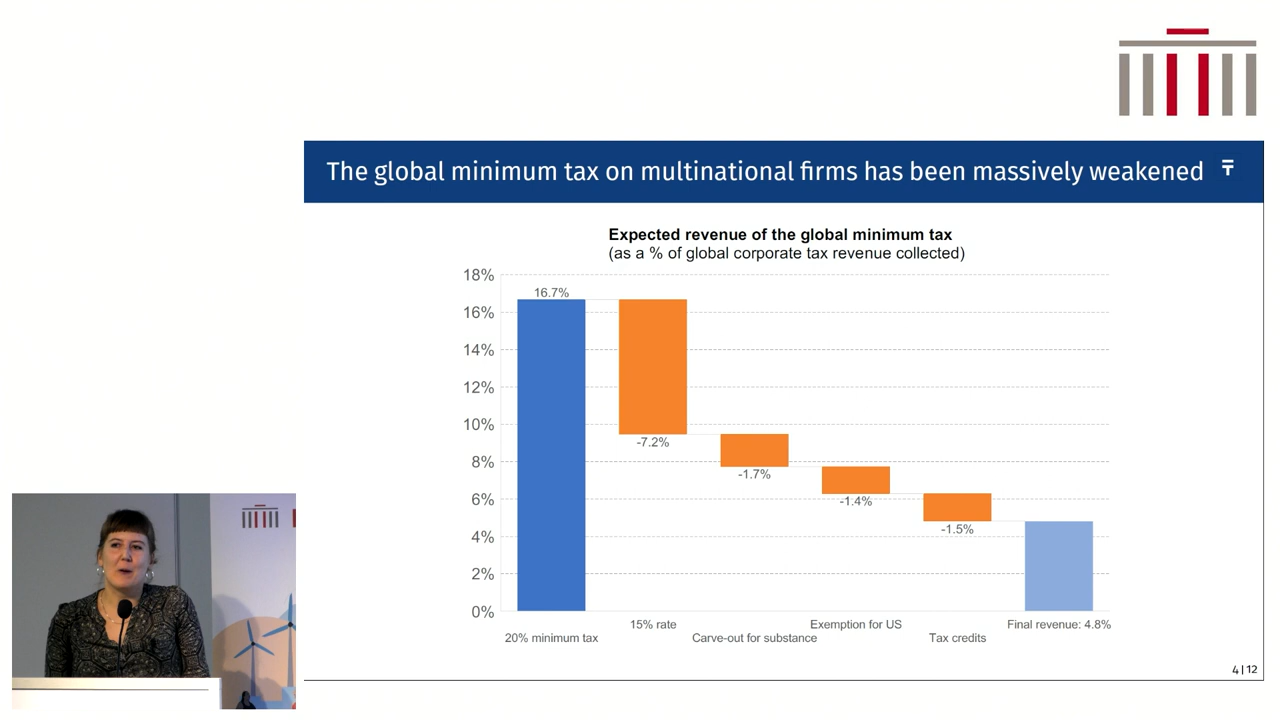 The global minimum tax on multinational firms has been massively weakened
Expected revenue of the global minimum tax
(as a % of global corporate tax revenue collected)
18%
16%
14%
12%
10%
8%
6%
4%
2%
0%
16.7%
-7.2%
-1.7%
-1.4%
-1.5%
20% minimum tax
15% rate
Carve-out for substance
Exemption for US
Tax credits
Final revenue: 4.8%
4|12